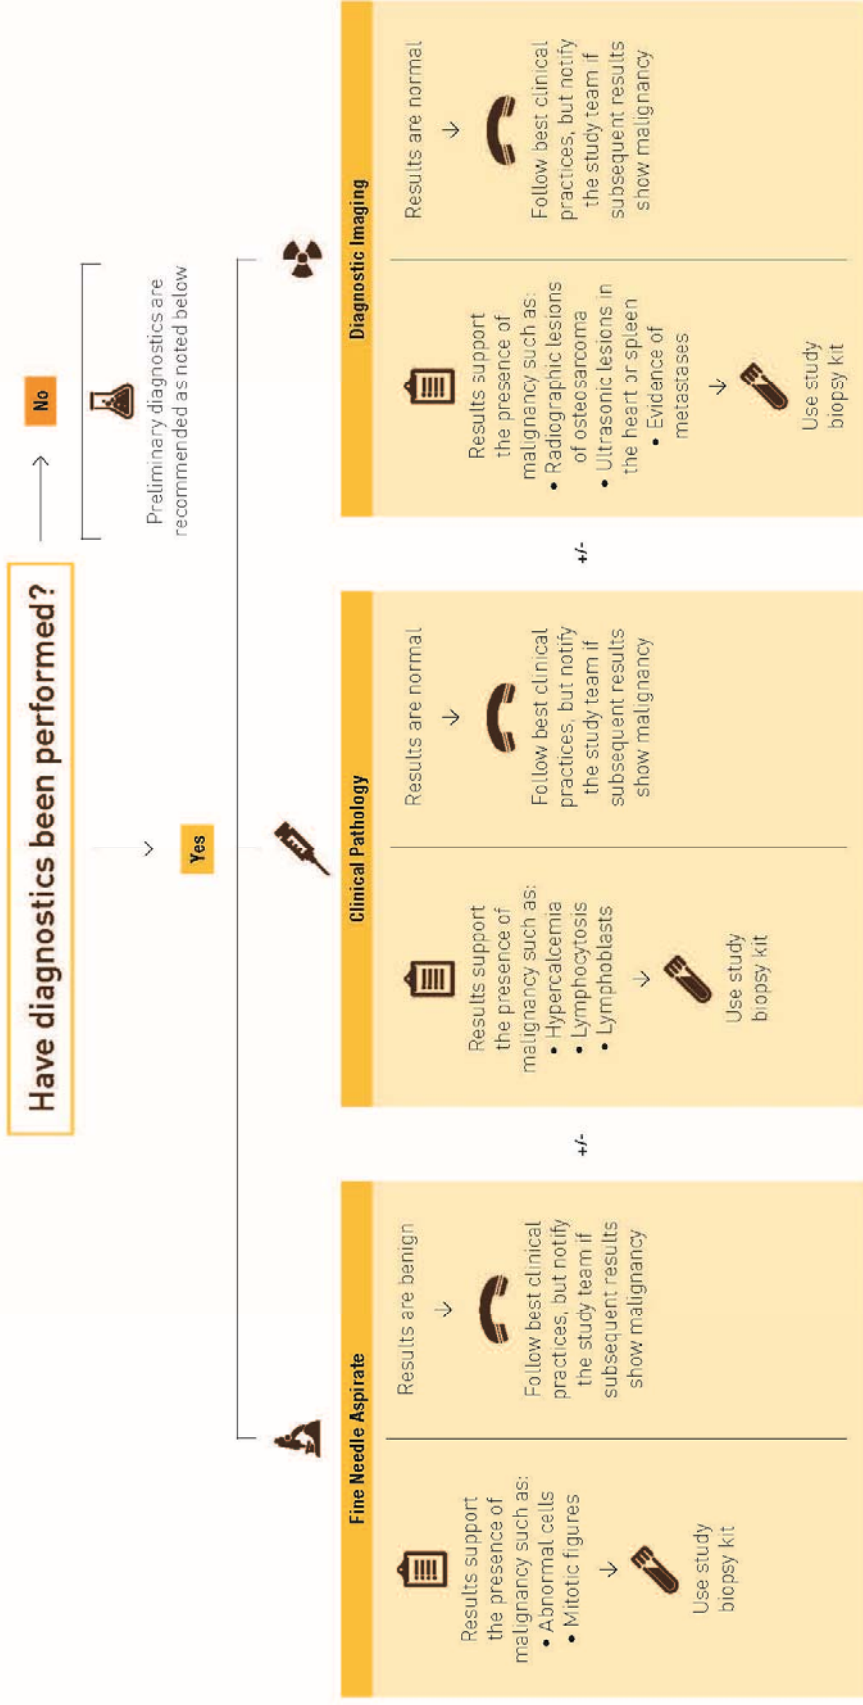 Have diagnostics been performed?
No
Preliminary diagnostics are
recommended as noted below
Yes
Fine Needle Aspirate
Results support
the presence of
malignancy such as:
• Abnormal cells
• Mitotic figures
Use study
biopsy kit
Results are benign
Follow best clinical
practices, but notify
the study team if
subsequent results
show malignancy
+/-
Clinical Pathology
Results support
the presence of
malignancy such as:
• Hypercalcemia
• Lymphocytosis
• Lymphoblasts
Use study
biopsy kit
Results are normal
Follow best clinical
practices, but notify
the study team if
subsequent results
show malignancy
+/-
Diagnostic Imaging
Results support
the presence of
malignancy such as:
• Radiographic lesions
of osteosarcoma
• Ultrasonic lesions in
the heart or spleen
• Evidence of
metastases
Use study
biopsy kit
Results are normal
Follow best clinical
practices, but notify
the study team if
subsequent results
show malignancy